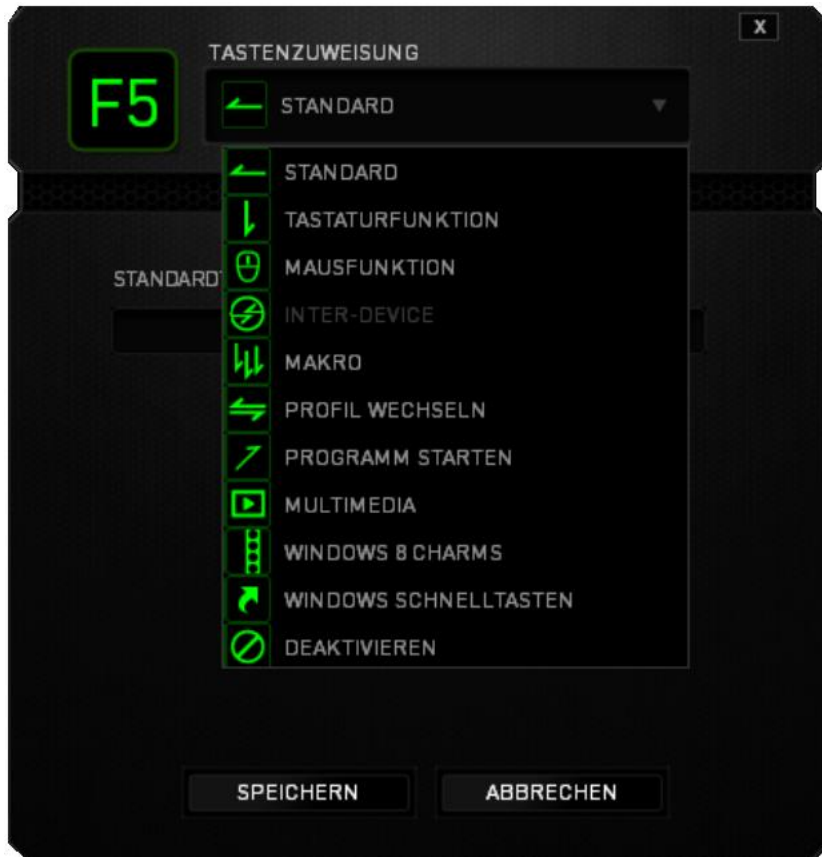 X
TASTENZUWEISUNG
F5
STANDARD
STANDARD
TASTATURFUNKTION
MAUSFUNKTION
STANDARD
INTER-DEVICE
MAKRO
PROFIL WECHSELN
PROGRAMM STARTEN
MULTIMEDIA
WINDOWS 8 CHARMS
WINDOWS SCHNELLTASTEN
DEAKTIVIEREN
SPEICHERN
ABBRECHEN